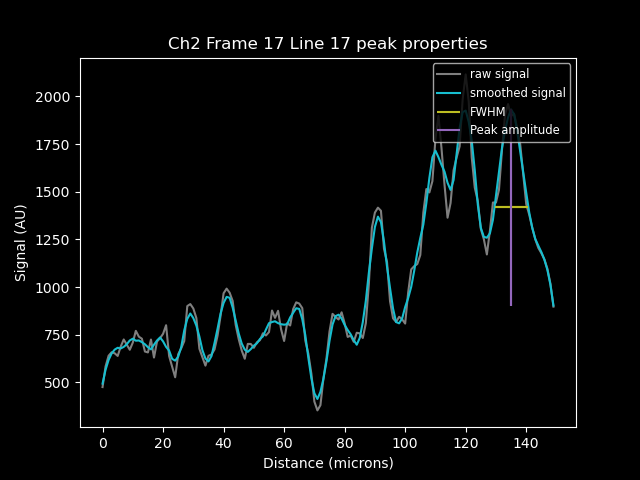 Ch2 Frame 17 Line 17 peak properties
raw signal
smoothed signal
FWHM
Peak amplitude
Signal (AU)
2000
1750
1500
1250
1000
750
500
0
20
40
60
80
100
120
140
Distance (microns)